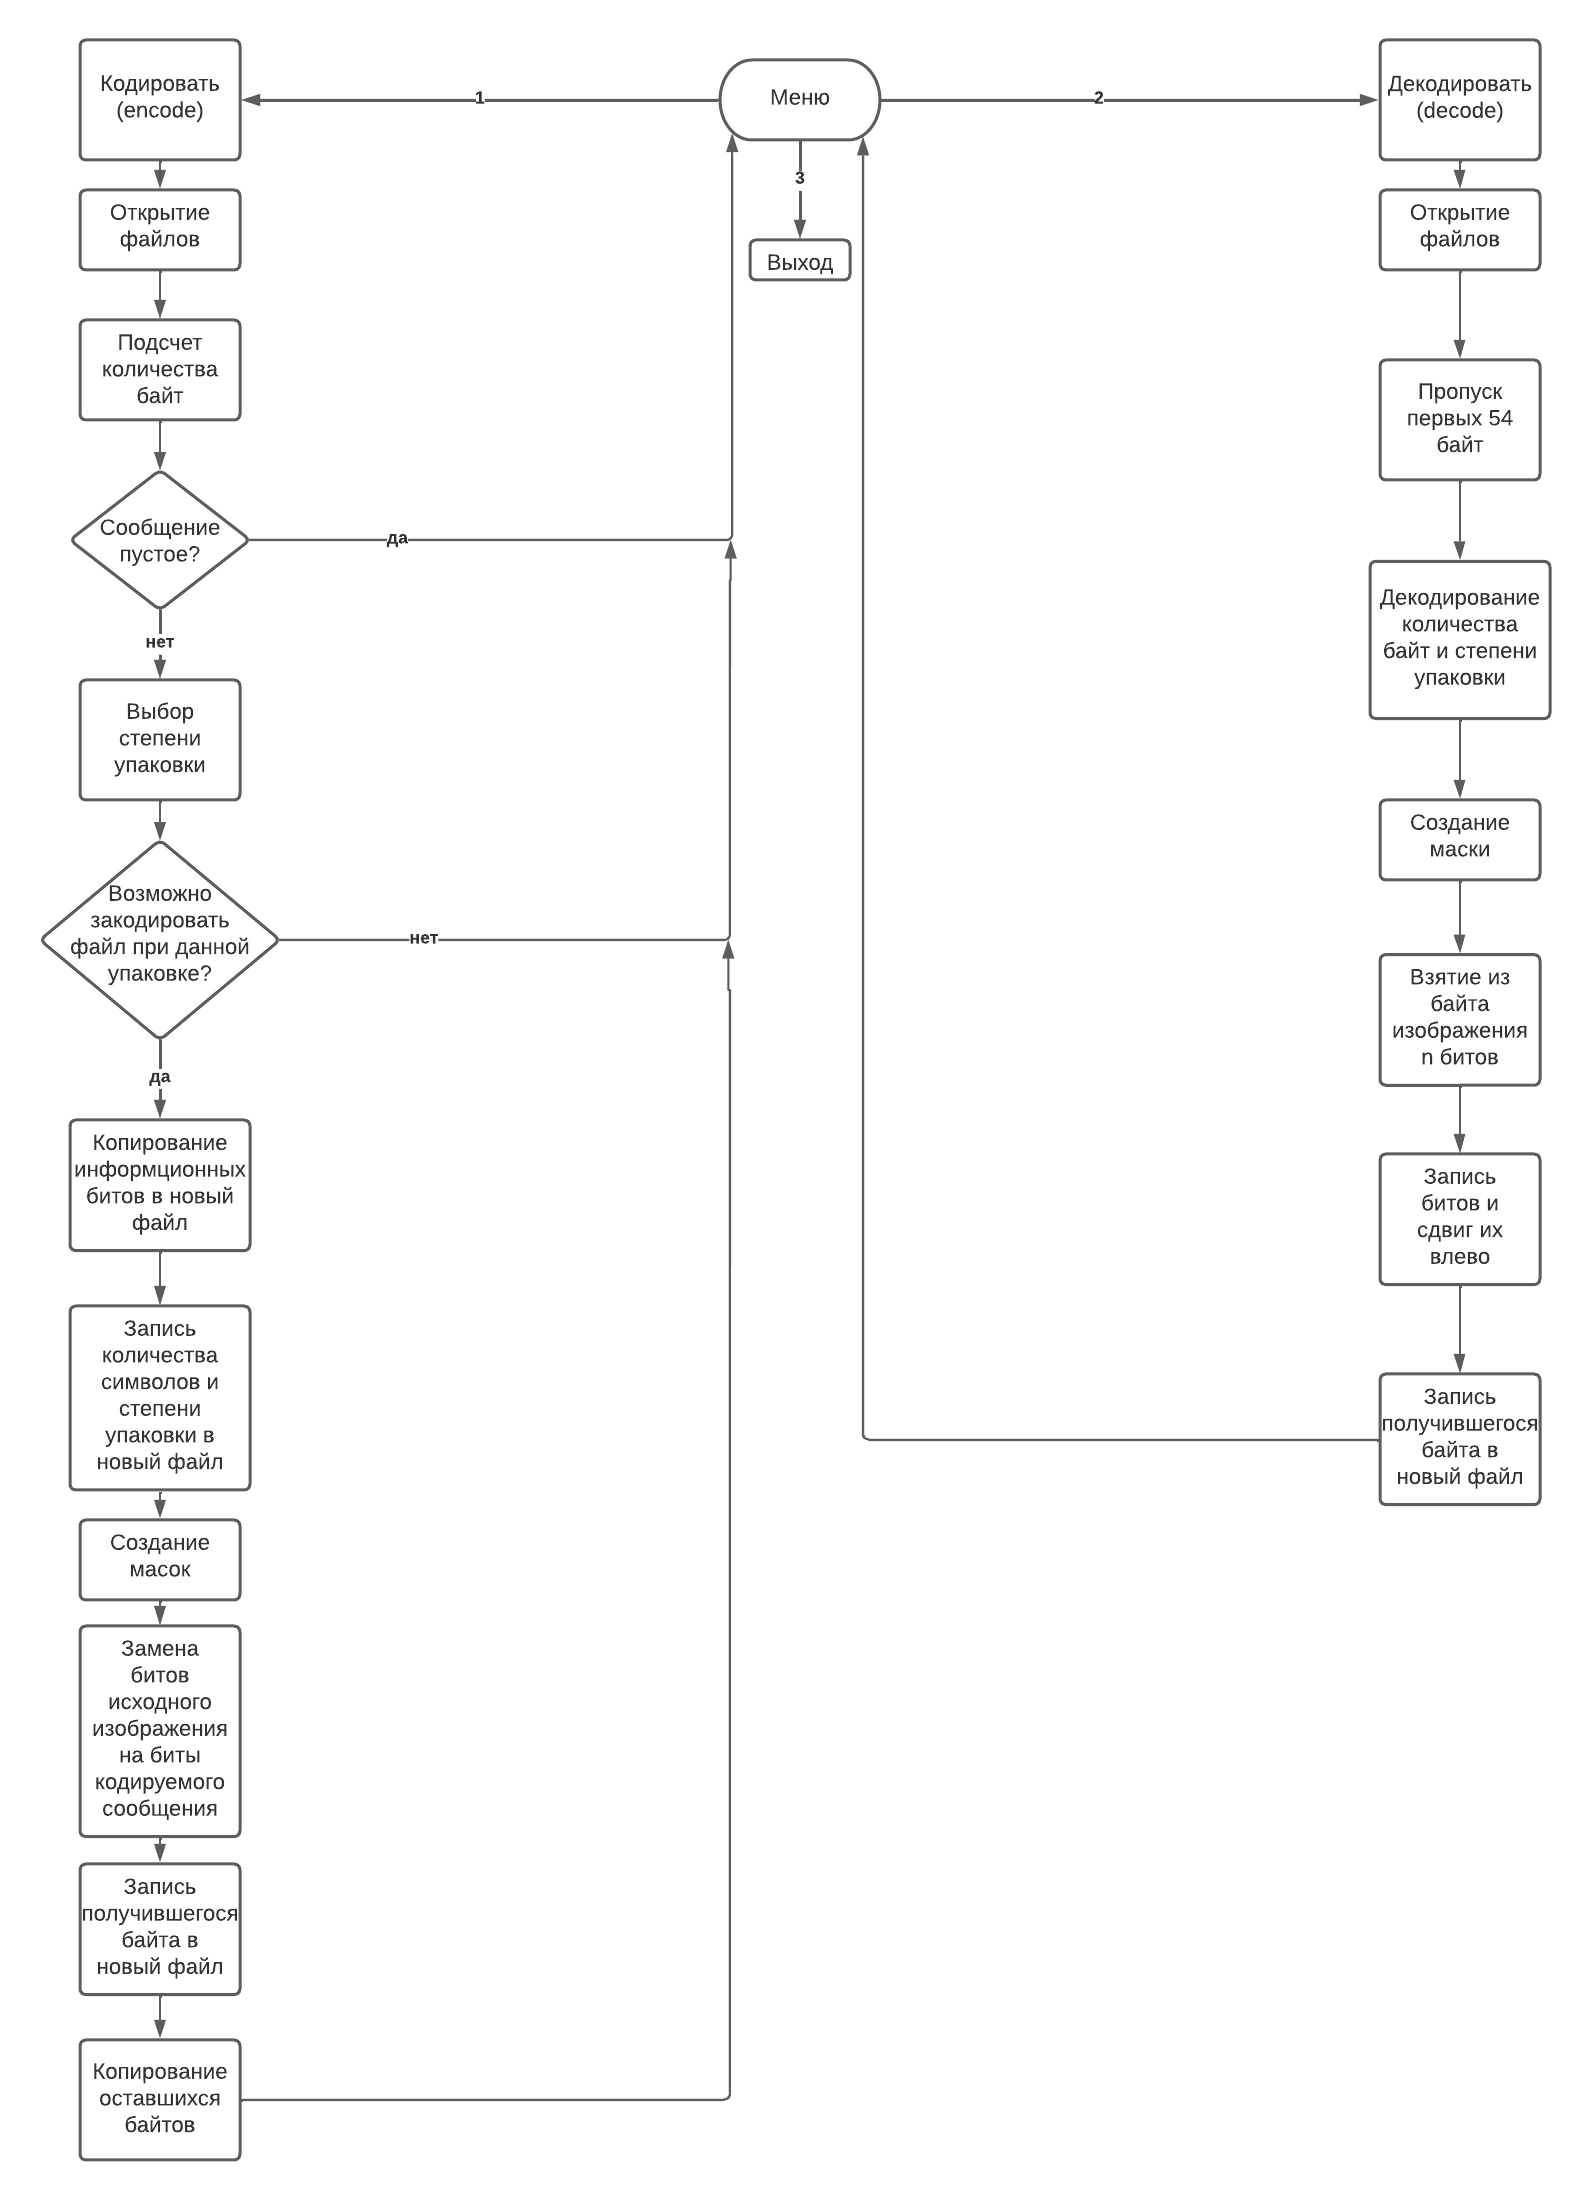 Меню
1
2
3
Выход
Кодировать
(encode)
Открытие
файлов
Подсчет
количества
байт
Сообщение
пустое?
да
нет
Выбор
степени
упаковки
Возможно
закодировать
файл при данной
упаковке?
нет
да
Копирование
информционных
битов в новый
файл
Запись
количества
символов и
степени
упаковки в
новый файл
Создание
масок
Замена
битов
исходного
изображения
на биты
кодируемого
сообщения
Запись
получившегося
байта в
новый файл
Копирование
оставшихся
байтов
Декодировать
(decode)
Открытие
файлов
Пропуск
первых 54
байт
Декодирование
количества
байт и степени
упаковки
Создание
маски
Взятие из
байта
изображения
n битов
Запись
битов и
сдвиг их
влево
Запись
получившегося
байта в
новый файл